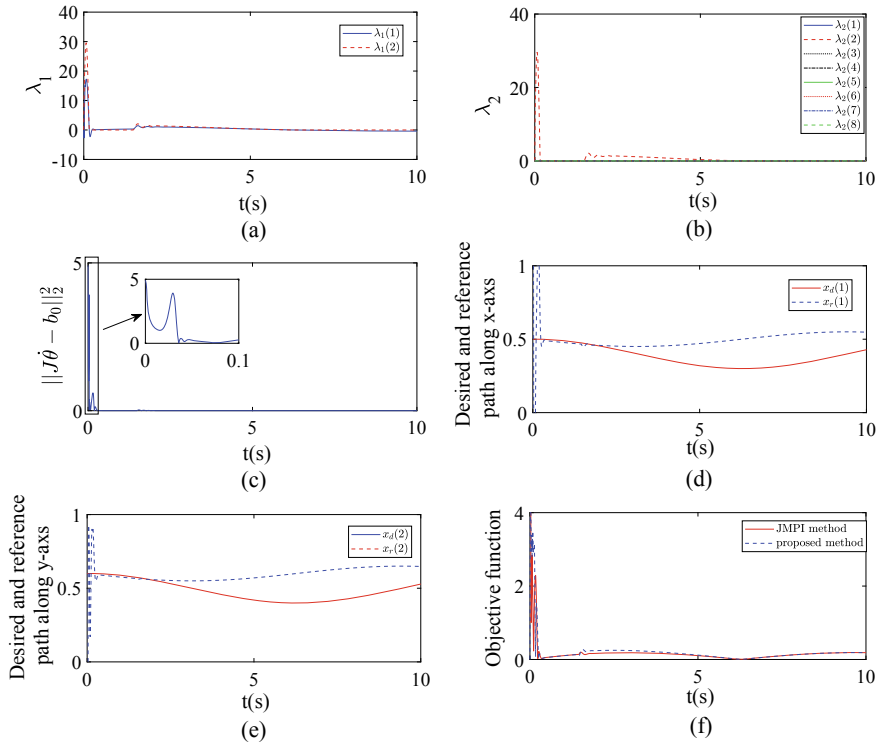 40
30
20
10
0
-10
λ₁
λ₁(1)
λ₁(2)
0
5
10
t(s)
(a)
40
20
0
λ₂
λ₂(1)
λ₂(2)
λ₂(3)
λ₂(4)
λ₂(5)
λ₂(6)
λ₂(7)
λ₂(8)
0
5
10
t(s)
(b)
5
0
||Jθ̇ − b₀||₂²
5
0
0
0.1
0
5
10
t(s)
(c)
1
0.5
0
Desired and reference
path along x-axs
x_d(1)
x_r(1)
0
5
10
t(s)
(d)
1
0.5
0
Desired and reference
path along y-axs
x_d(2)
x_r(2)
0
5
10
t(s)
(e)
4
2
0
Objective function
JMPI method
proposed method
0
5
10
t(s)
(f)